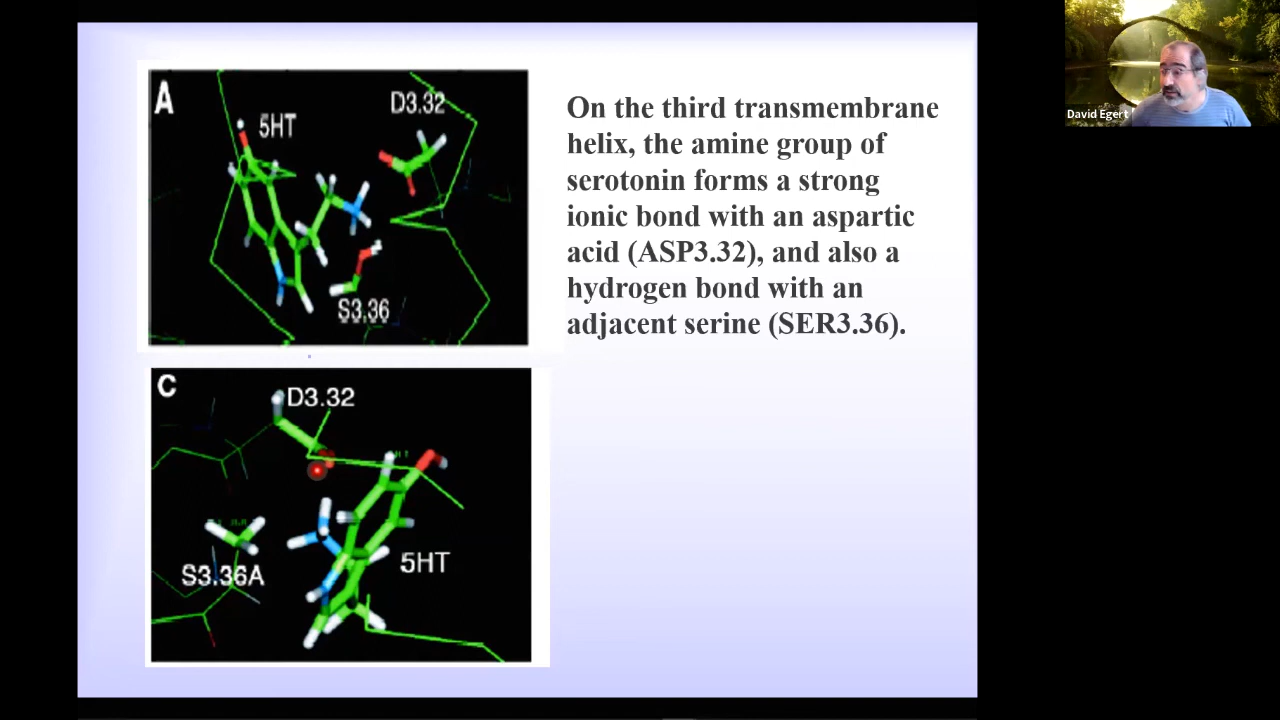 A
5HT
D3.32
S3.36
On the third transmembrane
helix, the amine group of
serotonin forms a strong
ionic bond with an aspartic
acid (ASP3.32), and also a
hydrogen bond with an
adjacent serine (SER3.36).
C
D3.32
S3.36A
5HT
David Egert